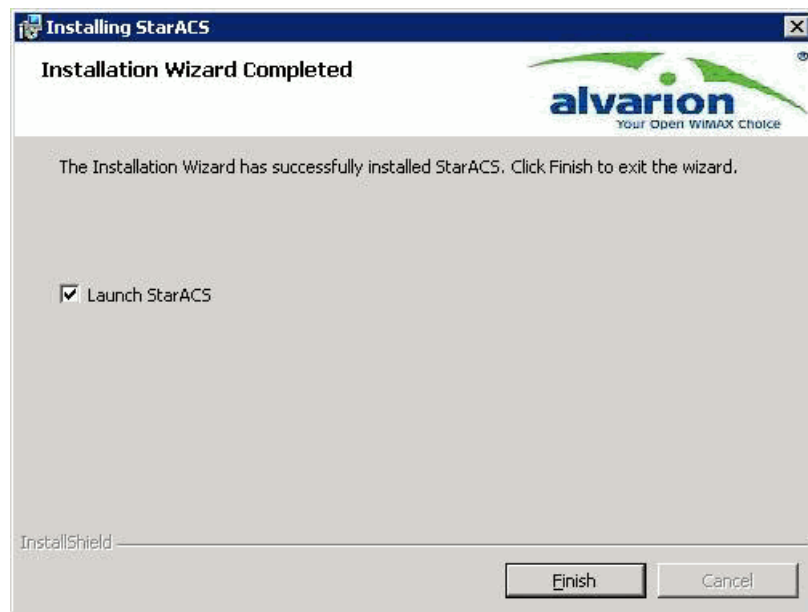 Installing StarACS
Installation Wizard Completed
alvarion
®
Your Open WiMAX Choice
The Installation Wizard has successfully installed StarACS. Click Finish to exit the wizard.
Launch StarACS
InstallShield
Finish
Cancel